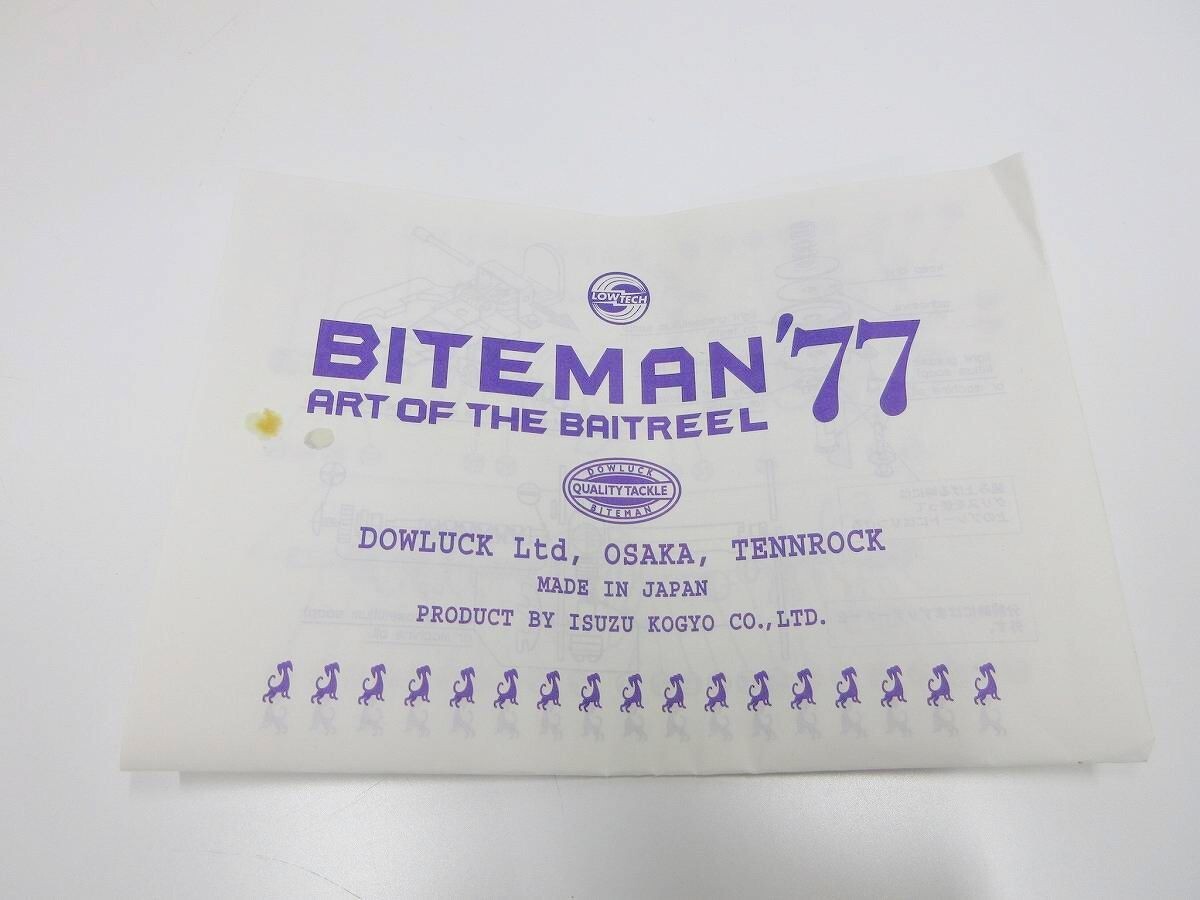 LOWTECH
BITEMAN '77
ART OF THE BAITREEL
DOWLUCK
QUALITY TACKLE
BITEMAN
DOWLUCK Ltd, OSAKA, TENNROCK
MADE IN JAPAN
PRODUCT BY ISUZU KOGYO CO.,LTD.